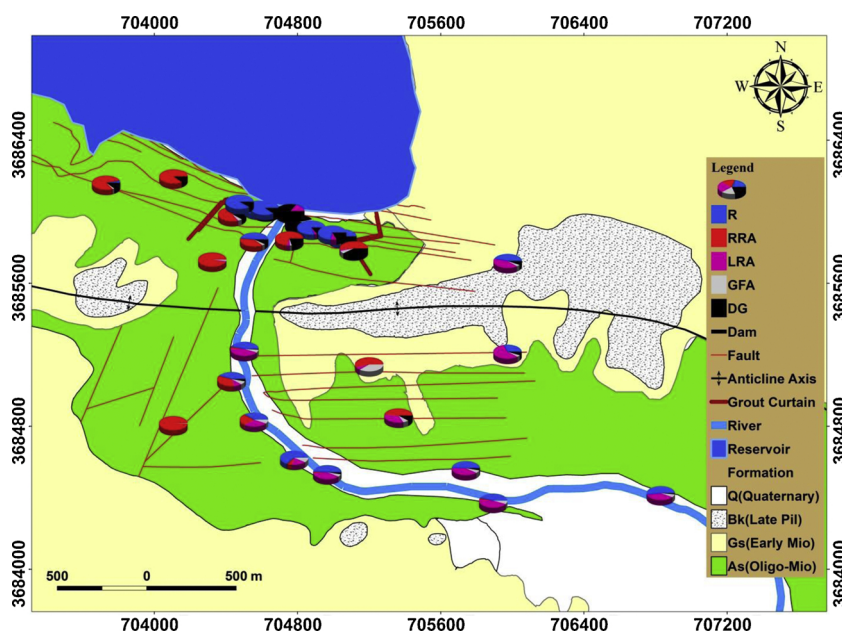 704000 704800 705600 706400 707200
N
W E
S
3686400 3686400
3685600 3685600
3684800 3684800
3684000 3684000
Legend
R
RRA
LRA
GFA
DG
Dam
Fault
Anticline Axis
Grout Curtain
River
Reservoir
Formation
Q(Quaternary)
Bk(Late Pil)
Gs(Early Mio)
As(Oligo-Mio)
500 0 500 m
704000 704800 705600 706400 707200